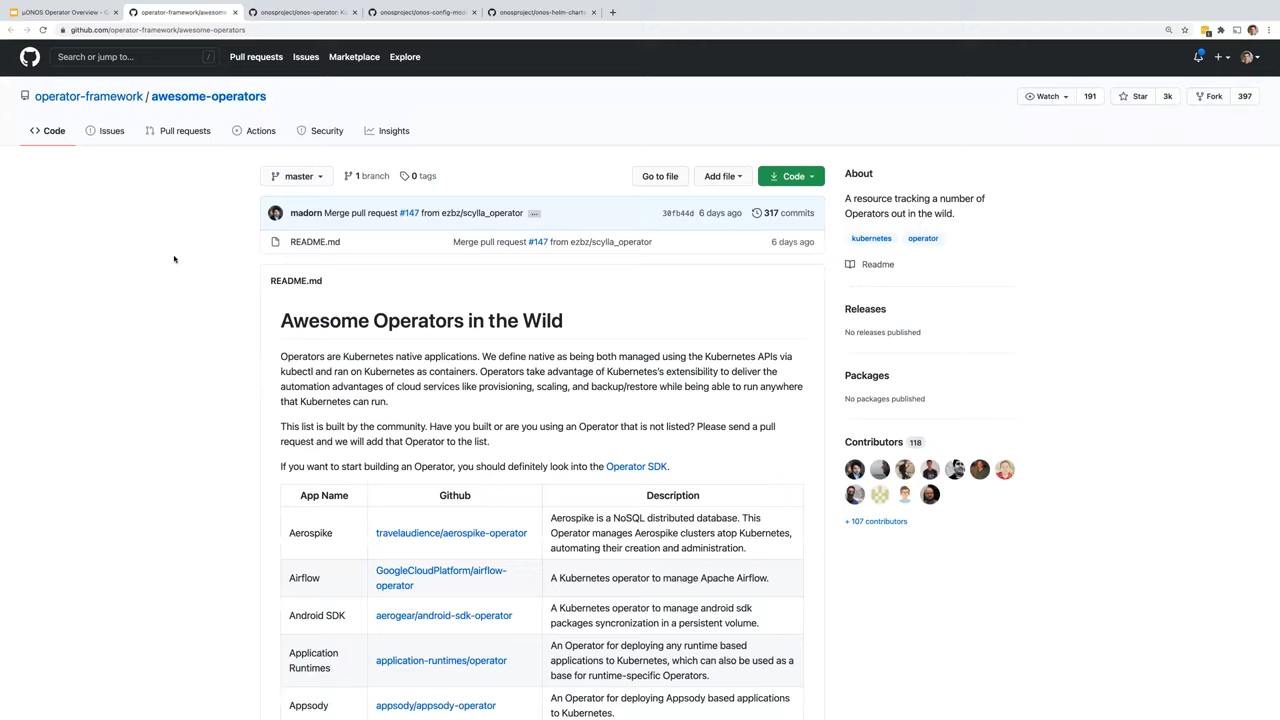 µONOS Operator Overview - G
operator-framework/awesome
onosproject/onos-operator: Ku
onosproject/onos-config-mode
onosproject/onos-helm-charts
github.com/operator-framework/awesome-operators
Search or jump to...
/
Pull requests
Issues
Marketplace
Explore
operator-framework / awesome-operators
Watch
191
Star
3k
Fork
397
Code
Issues
Pull requests
Actions
Security
Insights
master
1 branch
0 tags
Go to file
Add file
Code
madorn Merge pull request #147 from ezbz/scylla_operator ...
30fb44d 6 days ago
317 commits
README.md
Merge pull request #147 from ezbz/scylla_operator
6 days ago
README.md
Awesome Operators in the Wild
Operators are Kubernetes native applications. We define native as being both managed using the Kubernetes APIs via
kubectl and ran on Kubernetes as containers. Operators take advantage of Kubernetes's extensibility to deliver the
automation advantages of cloud services like provisioning, scaling, and backup/restore while being able to run anywhere
that Kubernetes can run.
This list is built by the community. Have you built or are you using an Operator that is not listed? Please send a pull
request and we will add that Operator to the list.
If you want to start building an Operator, you should definitely look into the Operator SDK.
App Name
Github
Description
Aerospike
travelaudience/aerospike-operator
Aerospike is a NoSQL distributed database. This
Operator manages Aerospike clusters atop Kubernetes,
automating their creation and administration.
Airflow
GoogleCloudPlatform/airflow-
operator
A Kubernetes operator to manage Apache Airflow.
Android SDK
aerogear/android-sdk-operator
A Kubernetes operator to manage android sdk
packages syncronization in a persistent volume.
Application
Runtimes
application-runtimes/operator
An Operator for deploying any runtime based
applications to Kubernetes, which can also be used as a
base for runtime-specific Operators.
Appsody
appsody/appsody-operator
An Operator for deploying Appsody based applications
to Kubernetes.
About
A resource tracking a number of
Operators out in the wild.
kubernetes
operator
Readme
Releases
No releases published
Packages
No packages published
Contributors 118
+ 107 contributors